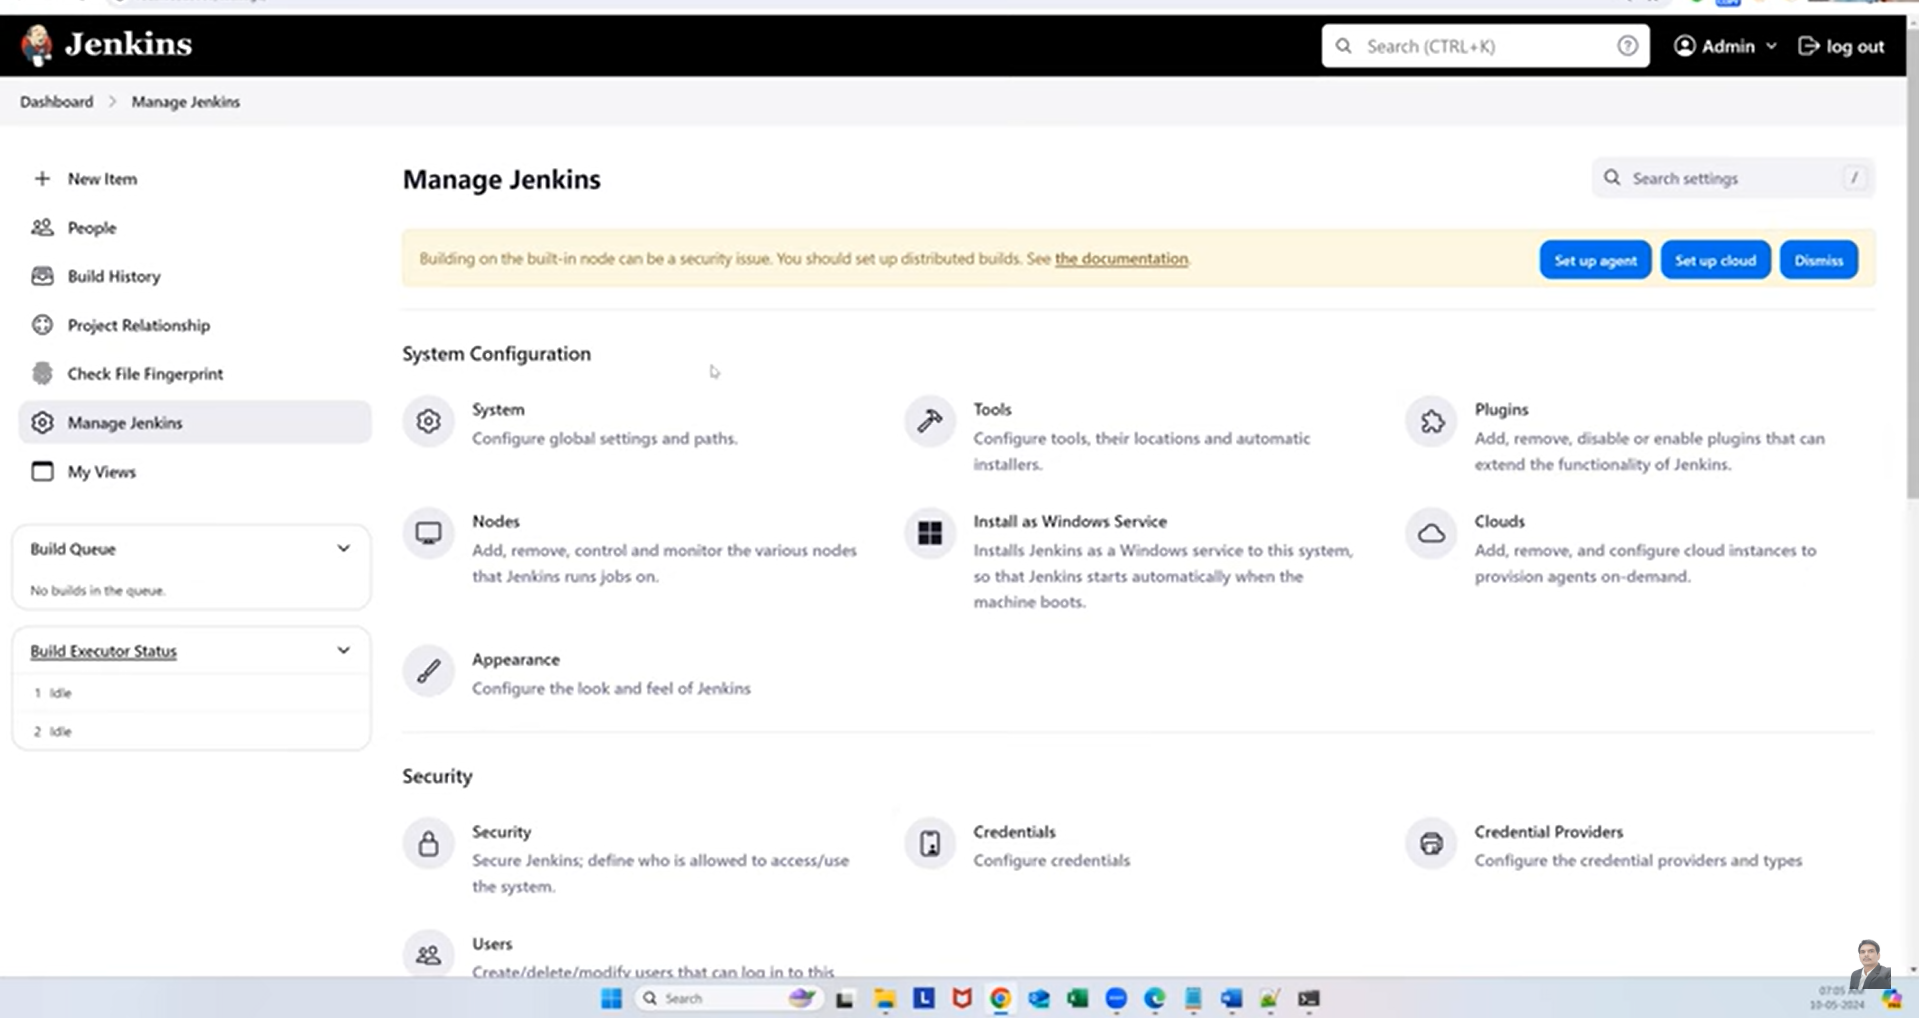 Jenkins
Search (CTRL+K)
Admin
log out
Dashboard > Manage Jenkins
New Item
People
Build History
Project Relationship
Check File Fingerprint
Manage Jenkins
My Views
Build Queue
No builds in the queue.
Build Executor Status
1 Idle
2 Idle
Manage Jenkins
Search settings /
Building on the built-in node can be a security issue. You should set up distributed builds. See the documentation.
Set up agent
Set up cloud
Dismiss
System Configuration
System
Configure global settings and paths.
Tools
Configure tools, their locations and automatic
installers.
Plugins
Add, remove, disable or enable plugins that can
extend the functionality of Jenkins.
Nodes
Add, remove, control and monitor the various nodes
that Jenkins runs jobs on.
Install as Windows Service
Installs Jenkins as a Windows service to this system,
so that Jenkins starts automatically when the
machine boots.
Clouds
Add, remove, and configure cloud instances to
provision agents on-demand.
Appearance
Configure the look and feel of Jenkins
Security
Security
Secure Jenkins; define who is allowed to access/use
the system.
Credentials
Configure credentials
Credential Providers
Configure the credential providers and types
Users
Create/delete/modify users that can log in to this
Search
07:05
10-05-2024